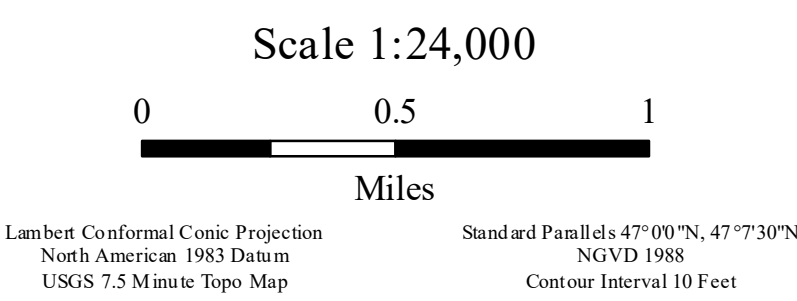 Scale 1:24,000
0 0.5 1
Miles
Lambert Conformal Conic Projection
North American 1983 Datum
USGS 7.5 Minute Topo Map
Standard Parallels 47°0'0"N, 47°7'30"N
NGVD 1988
Contour Interval 10 Feet